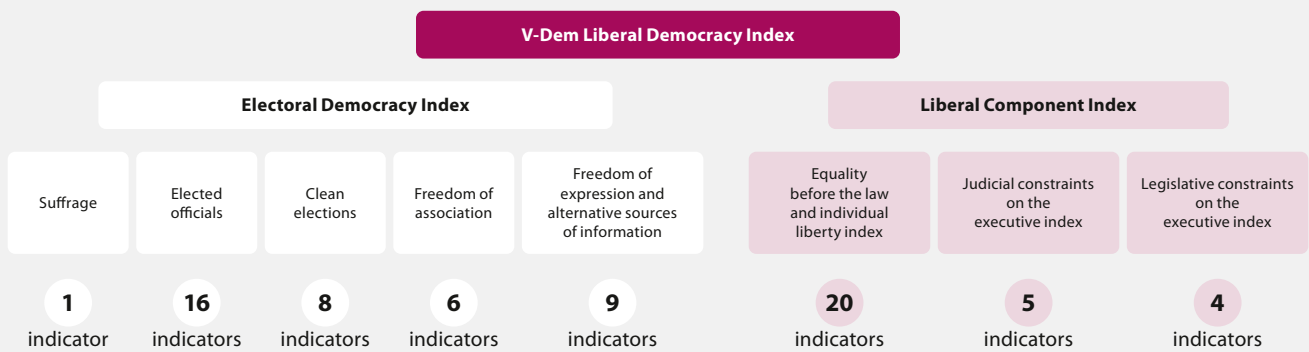 V-Dem Liberal Democracy Index
Electoral Democracy Index
Liberal Component Index
Suffrage
Elected
officials
Clean
elections
Freedom of
association
Freedom of
expression and
alternative sources
of information
Equality
before the law
and individual
liberty index
Judicial constraints
on the
executive index
Legislative constraints
on the
executive index
1
indicator
16
indicators
8
indicators
6
indicators
9
indicators
20
indicators
5
indicators
4
indicators